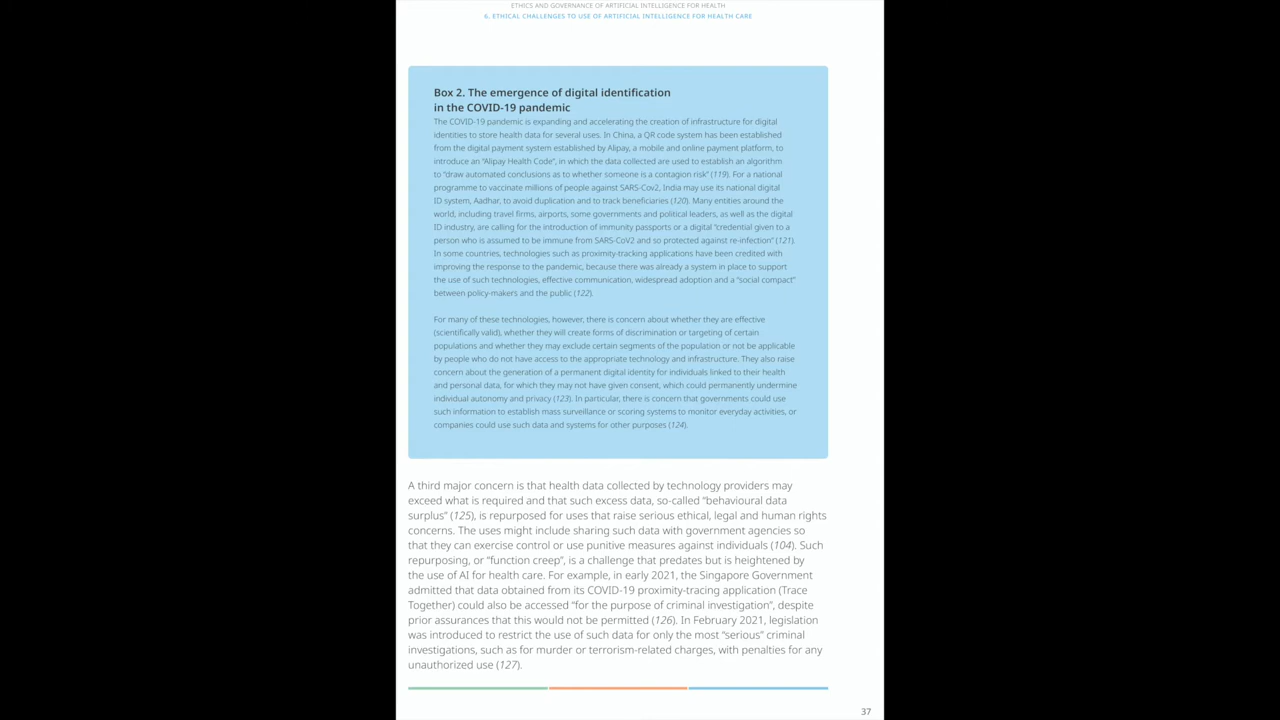 ETHICS AND GOVERNANCE OF ARTIFICIAL INTELLIGENCE FOR HEALTH
6. ETHICAL CHALLENGES TO USE OF ARTIFICIAL INTELLIGENCE FOR HEALTH CARE
Box 2. The emergence of digital identification
in the COVID-19 pandemic
The COVID-19 pandemic is expanding and accelerating the creation of infrastructure for digital
identities to store health data for several uses. In China, a QR code system has been established
from the digital payment system established by Alipay, a mobile and online payment platform, to
introduce an "Alipay Health Code", in which the data collected are used to establish an algorithm
to "draw automated conclusions as to whether someone is a contagion risk" (119). For a national
programme to vaccinate millions of people against SARS-Cov2, India may use its national digital
ID system, Aadhar, to avoid duplication and to track beneficiaries (120). Many entities around the
world, including travel firms, airports, some governments and political leaders, as well as the digital
ID industry, are calling for the introduction of immunity passports or a digital "credential given to a
person who is assumed to be immune from SARS-CoV2 and so protected against re-infection" (121).
In some countries, technologies such as proximity-tracking applications have been credited with
improving the response to the pandemic, because there was already a system in place to support
the use of such technologies, effective communication, widespread adoption and a "social compact"
between policy-makers and the public (122).
For many of these technologies, however, there is concern about whether they are effective
(scientifically valid), whether they will create forms of discrimination or targeting of certain
populations and whether they may exclude certain segments of the population or not be applicable
by people who do not have access to the appropriate technology and infrastructure. They also raise
concern about the generation of a permanent digital identity for individuals linked to their health
and personal data, for which they may not have given consent, which could permanently undermine
individual autonomy and privacy (123). In particular, there is concern that governments could use
such information to establish mass surveillance or scoring systems to monitor everyday activities, or
companies could use such data and systems for other purposes (124).
A third major concern is that health data collected by technology providers may
exceed what is required and that such excess data, so-called "behavioural data
surplus" (125), is repurposed for uses that raise serious ethical, legal and human rights
concerns. The uses might include sharing such data with government agencies so
that they can exercise control or use punitive measures against individuals (104). Such
repurposing, or "function creep", is a challenge that predates but is heightened by
the use of AI for health care. For example, in early 2021, the Singapore Government
admitted that data obtained from its COVID-19 proximity-tracing application (Trace
Together) could also be accessed "for the purpose of criminal investigation", despite
prior assurances that this would not be permitted (126). In February 2021, legislation
was introduced to restrict the use of such data for only the most "serious" criminal
investigations, such as for murder or terrorism-related charges, with penalties for any
unauthorized use (127).
37